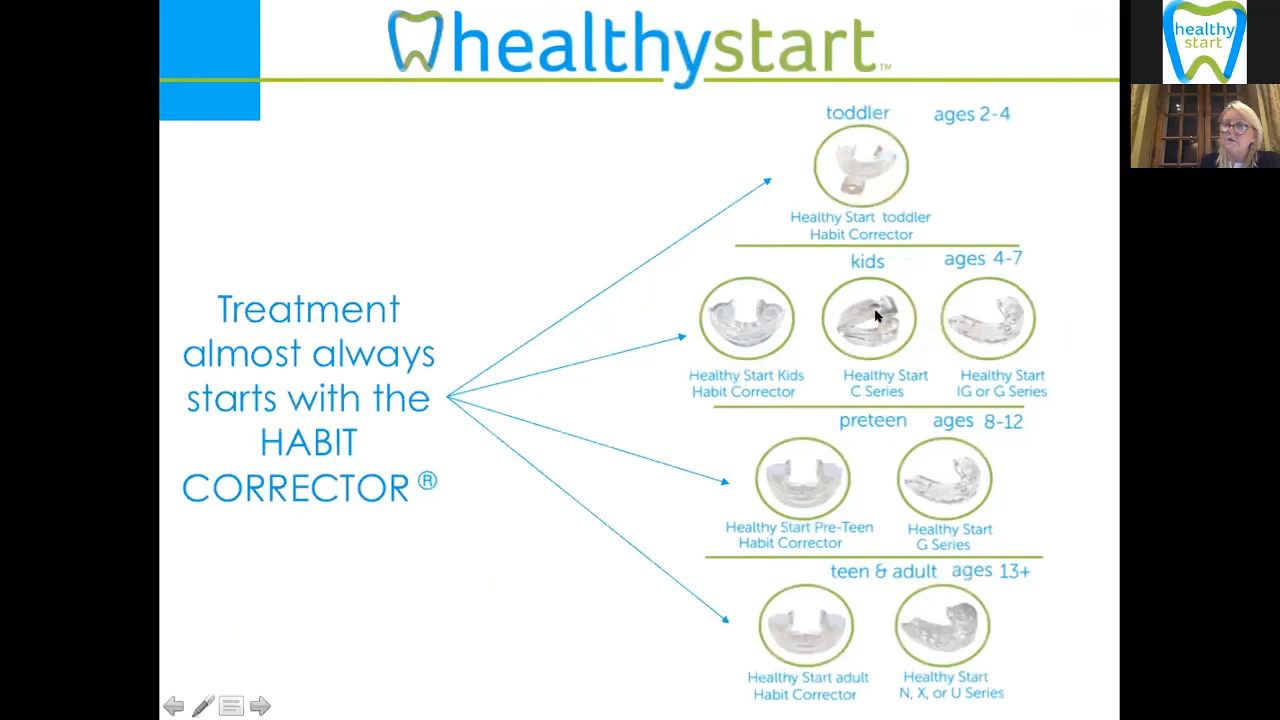 healthystart™
healthy
start
toddler ages 2-4
Healthy Start toddler
Habit Corrector
kids ages 4-7
Treatment
almost always
starts with the
HABIT
CORRECTOR ®
Healthy Start Kids
Habit Corrector
Healthy Start
C Series
Healthy Start
IG or G Series
preteen ages 8-12
Healthy Start Pre-Teen
Habit Corrector
Healthy Start
G Series
teen & adult ages 13+
Healthy Start adult
Habit Corrector
Healthy Start
N, X, or U Series